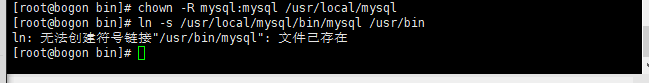 [root@bogon bin]# chown -R mysql:mysql /usr/local/mysql
[root@bogon bin]# ln -s /usr/local/mysql/bin/mysql /usr/bin
ln: 无法创建符号链接"/usr/bin/mysql": 文件已存在
[root@bogon bin]#